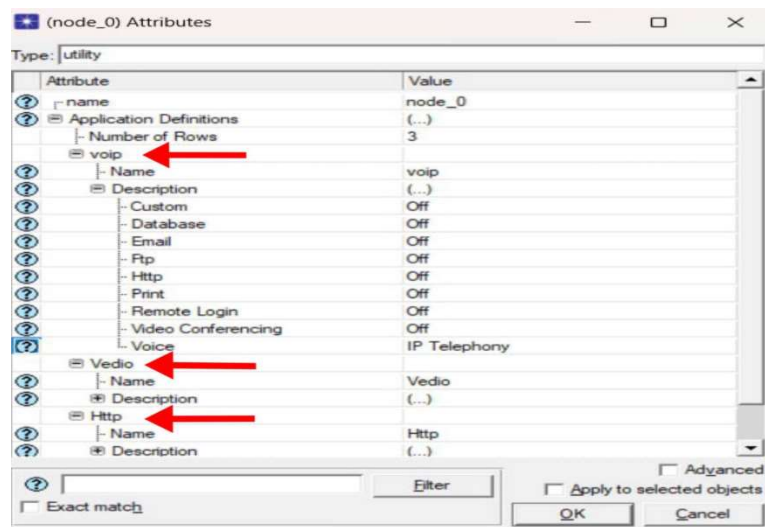 (node_0) Attributes
Type: utility
Attribute Value
name node_0
Application Definitions (...)
Number of Rows 3
voip
Name voip
Description (...)
Custom Off
Database Off
Email Off
Ftp Off
Http Off
Print Off
Remote Login Off
Video Conferencing Off
Voice IP Telephony
Vedio
Name Vedio
Description (...)
Http
Name Http
Description (...)
Advanced
Filter Apply to selected objects
Exact match OK Cancel